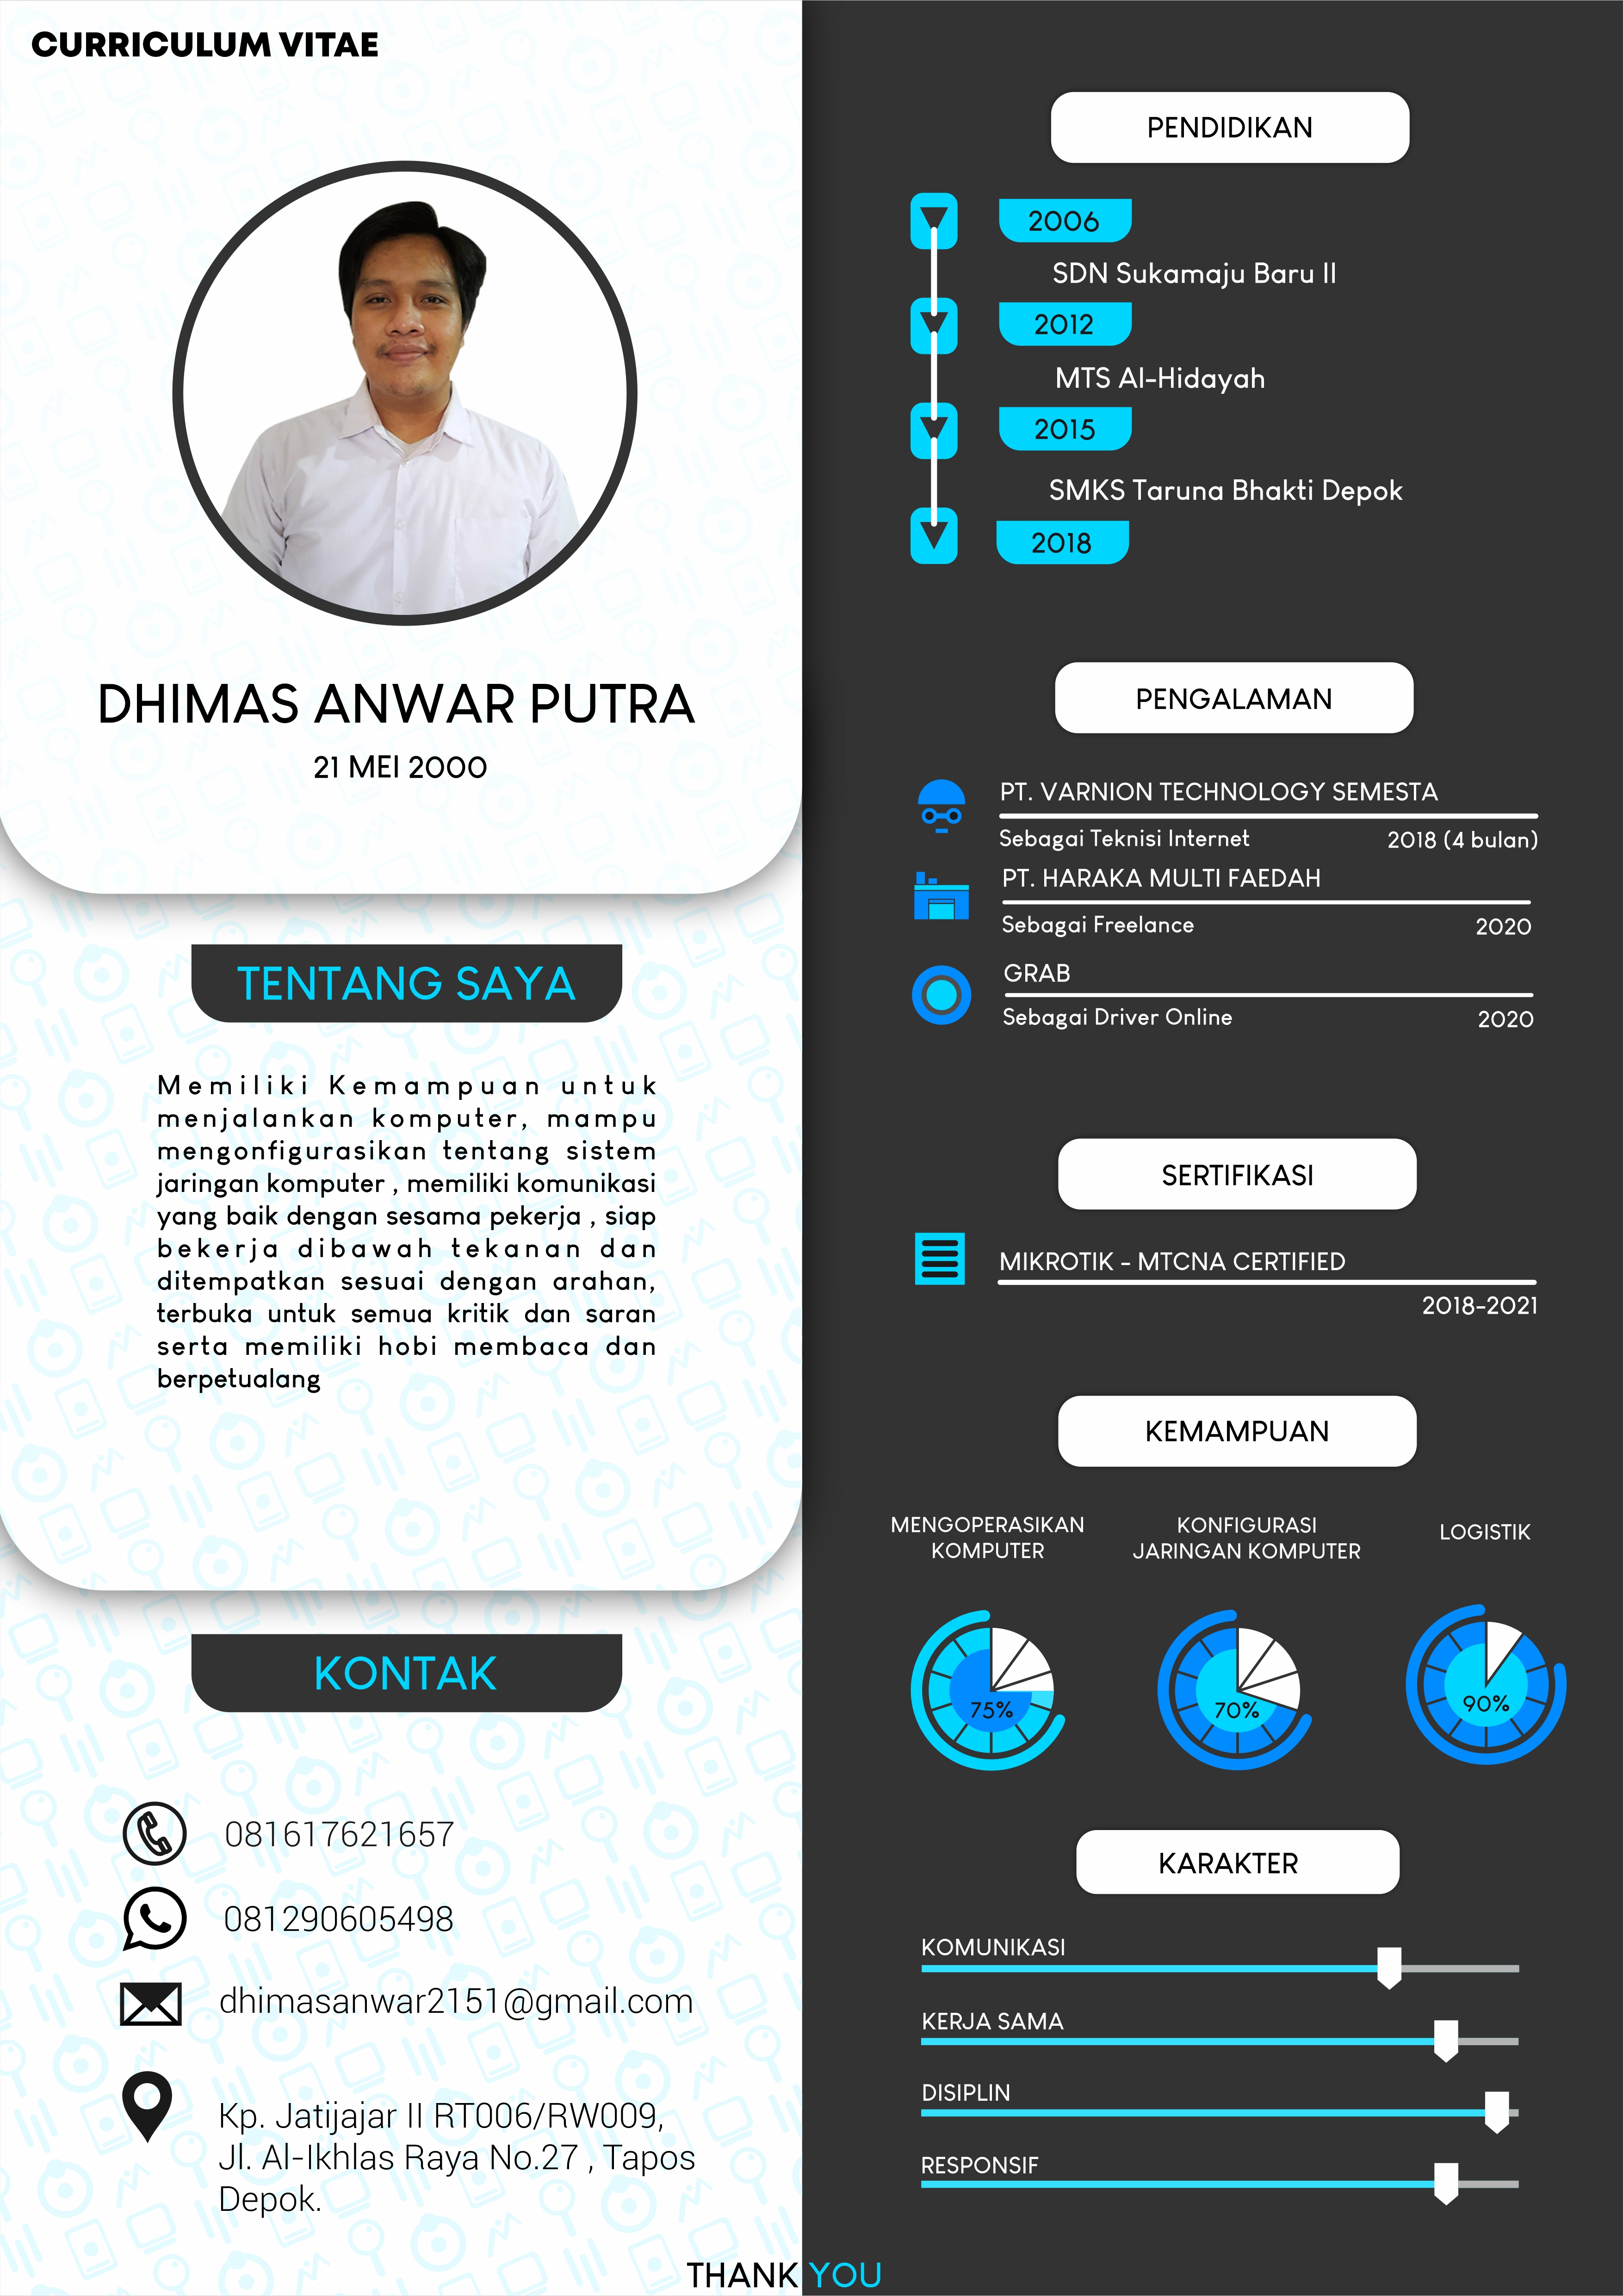 CURRICULUM VITAE
DHIMAS ANWAR PUTRA
21 MEI 2000
TENTANG SAYA
Memiliki Kemampuan untuk
menjalankan komputer, mampu
mengonfigurasikan tentang sistem
jaringan komputer , memiliki komunikasi
yang baik dengan sesama pekerja , siap
bekerja dibawah tekanan dan
ditempatkan sesuai dengan arahan,
terbuka untuk semua kritik dan saran
serta memiliki hobi membaca dan
berpetualang
KONTAK
081617621657
081290605498
dhimasanwar2151@gmail.com
Kp. Jatijajar II RT006/RW009,
Jl. Al-Ikhlas Raya No.27 , Tapos
Depok.
PENDIDIKAN
2006
SDN Sukamaju Baru II
2012
MTS Al-Hidayah
2015
SMKS Taruna Bhakti Depok
2018
PENGALAMAN
PT. VARNION TECHNOLOGY SEMESTA
Sebagai Teknisi Internet 2018 (4 bulan)
PT. HARAKA MULTI FAEDAH
Sebagai Freelance 2020
GRAB
Sebagai Driver Online 2020
SERTIFIKASI
MIKROTIK - MTCNA CERTIFIED
2018-2021
KEMAMPUAN
MENGOPERASIKAN
KOMPUTER
75%
KONFIGURASI
JARINGAN KOMPUTER
70%
LOGISTIK
90%
KARAKTER
KOMUNIKASI
KERJA SAMA
DISIPLIN
RESPONSIF
THANK YOU